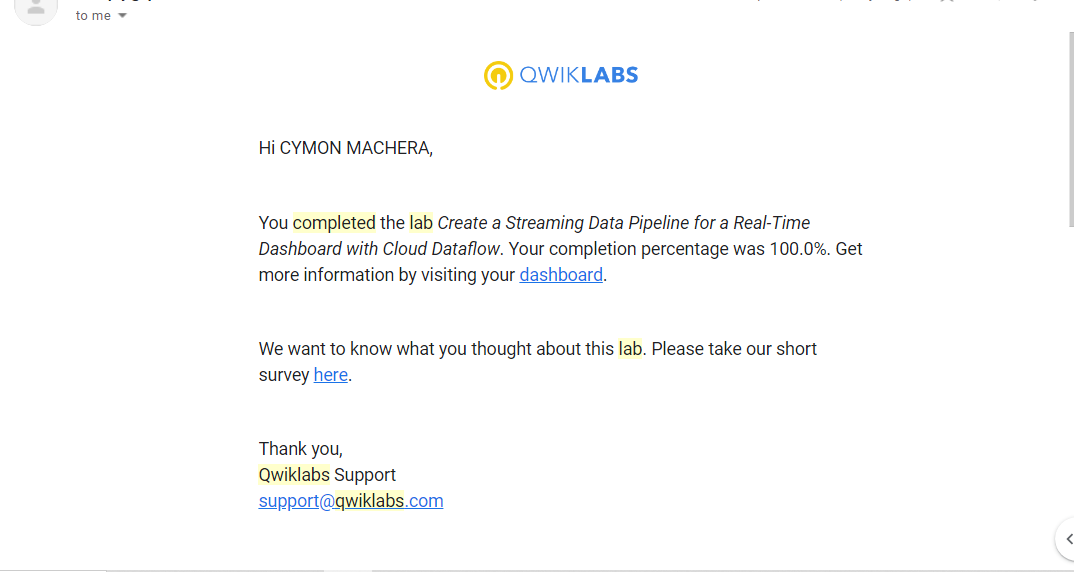 to me
QWIKLABS
Hi CYMON MACHERA,
You completed the lab Create a Streaming Data Pipeline for a Real-Time
Dashboard with Cloud Dataflow. Your completion percentage was 100.0%. Get
more information by visiting your dashboard.
We want to know what you thought about this lab. Please take our short
survey here.
Thank you,
Qwiklabs Support
support@qwiklabs.com